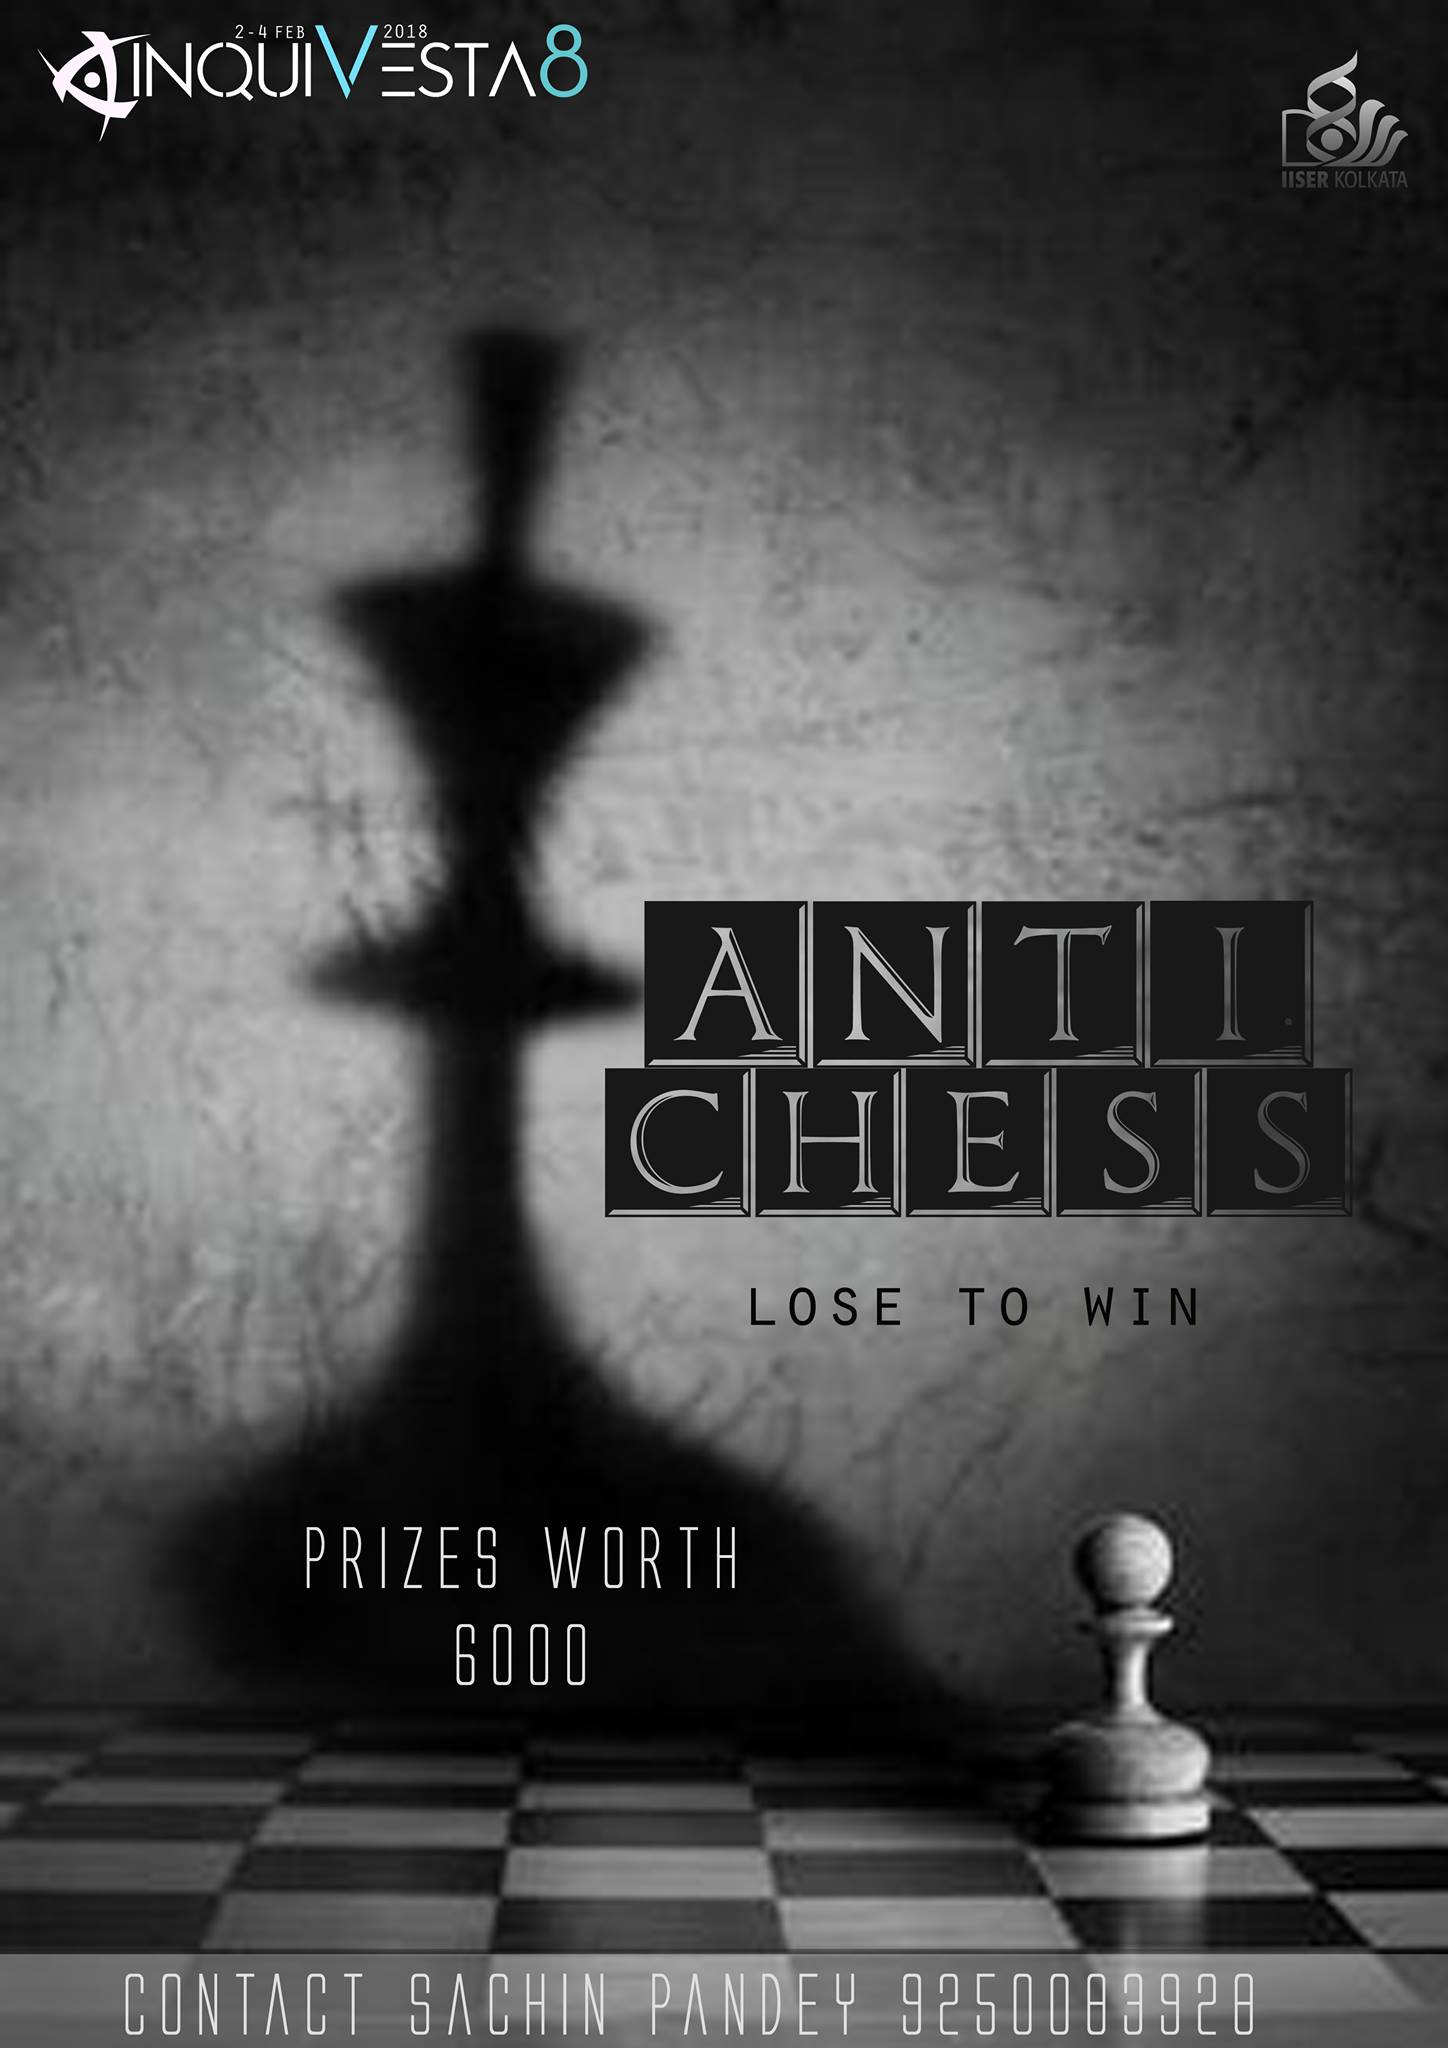 2-4 FEB 2018
INQUIVESTA8
IISER KOLKATA
ANTI
CHESS
LOSE TO WIN
PRIZES WORTH
6000
CONTACT SACHIN PANDEY 9250083928